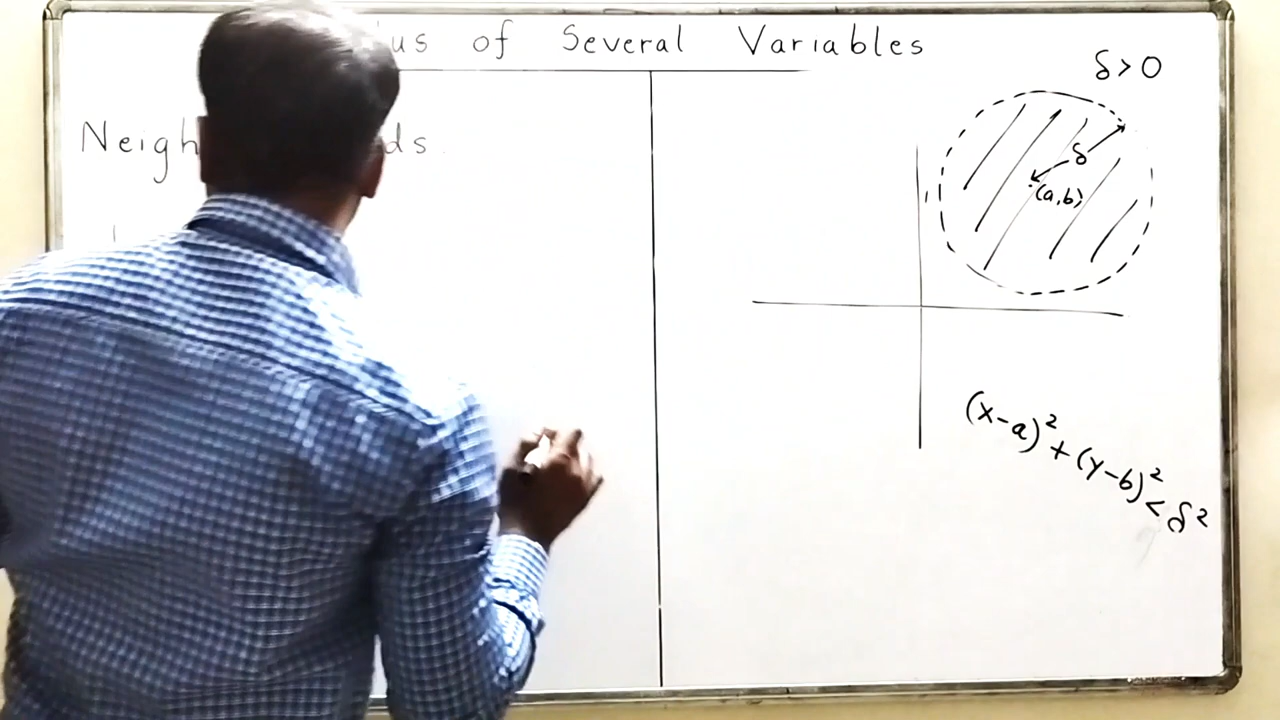 us of Several Variables
Neigh ds
δ > 0
δ
(a,b)
(x-a)² + (y-b)² < δ²